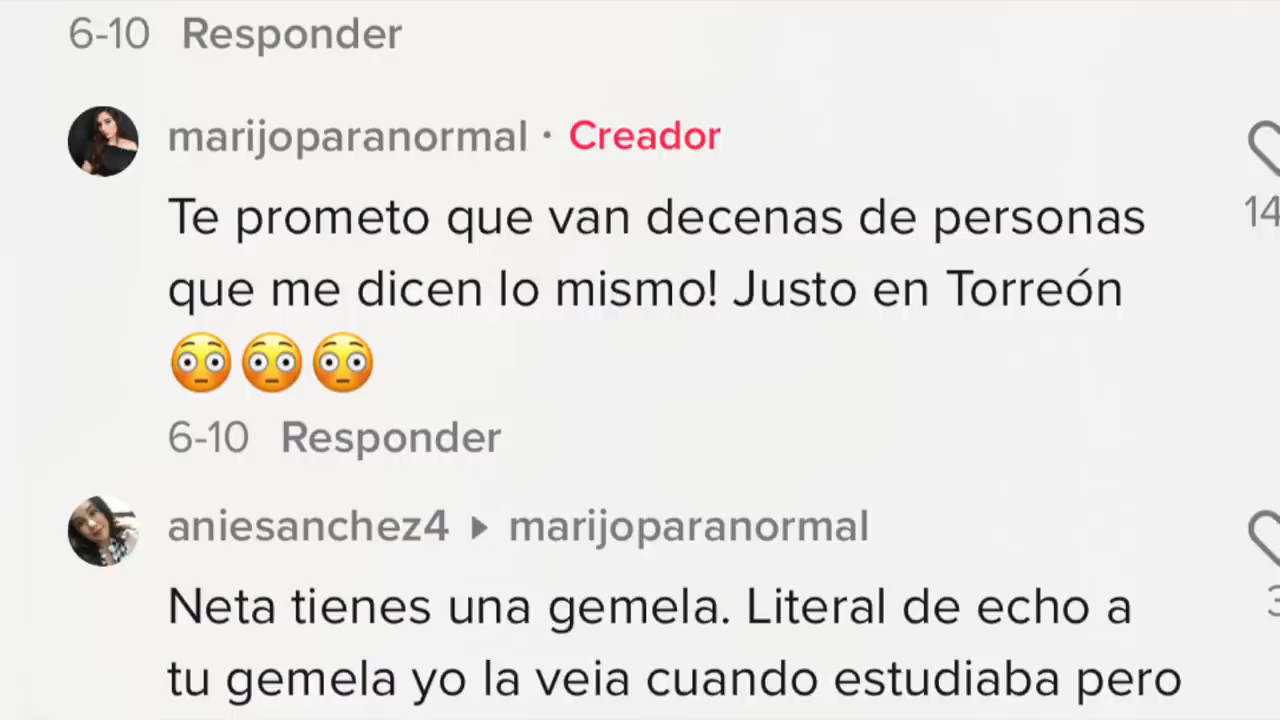 6-10 Responder
marijoparanormal · Creador
Te prometo que van decenas de personas
que me dicen lo mismo! Justo en Torreón
😳😳😳
14
6-10 Responder
aniesanchez4 ▸ marijoparanormal
Neta tienes una gemela. Literal de echo a
3
tu gemela yo la veia cuando estudiaba pero